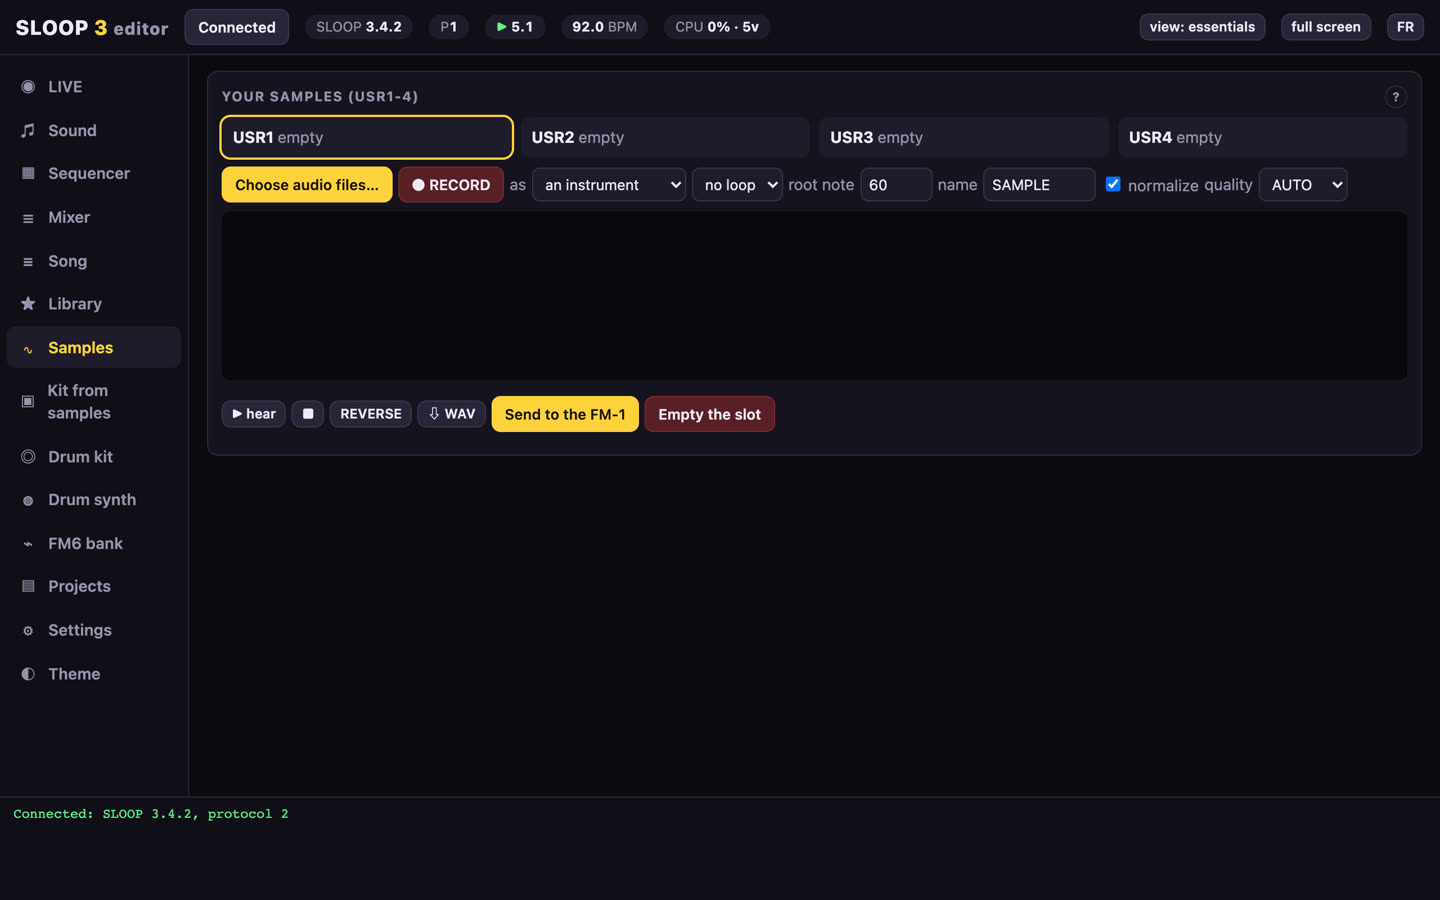 SLOOP 3 editor Connected SLOOP 3.4.2 P1 ▶ 5.1 92.0 BPM CPU 0% · 5v view: essentials full screen FR
LIVE
Sound
Sequencer
Mixer
Song
Library
Samples
Kit from
samples
Drum kit
Drum synth
FM6 bank
Projects
Settings
Theme
YOUR SAMPLES (USR1-4) ?
USR1 empty USR2 empty USR3 empty USR4 empty
Choose audio files... RECORD as an instrument no loop root note 60 name SAMPLE normalize quality AUTO
▶ hear ■ REVERSE ⇩ WAV Send to the FM-1 Empty the slot
Connected: SLOOP 3.4.2, protocol 2